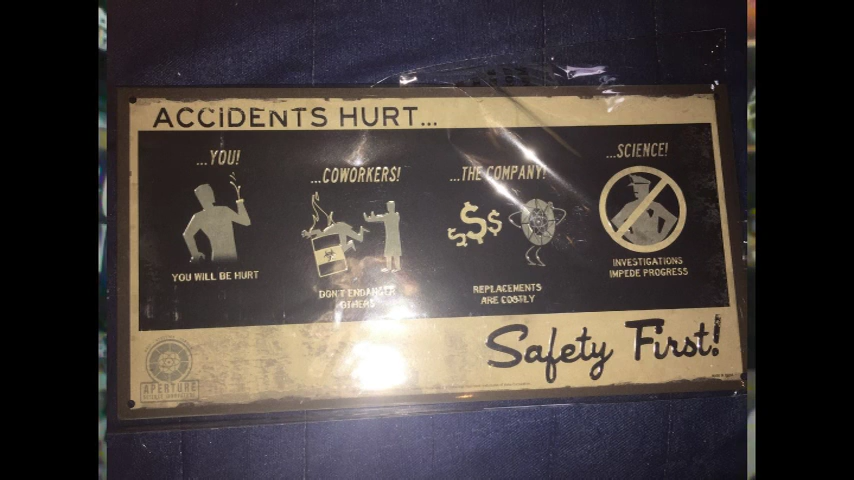 ACCIDENTS HURT...
...YOU!
YOU WILL BE HURT
...COWORKERS!
DON'T ENDANGER
OTHERS
...THE COMPANY!
$$$
REPLACEMENTS
ARE COSTLY
...SCIENCE!
INVESTIGATIONS
IMPEDE PROGRESS
Safety First!
APERTURE